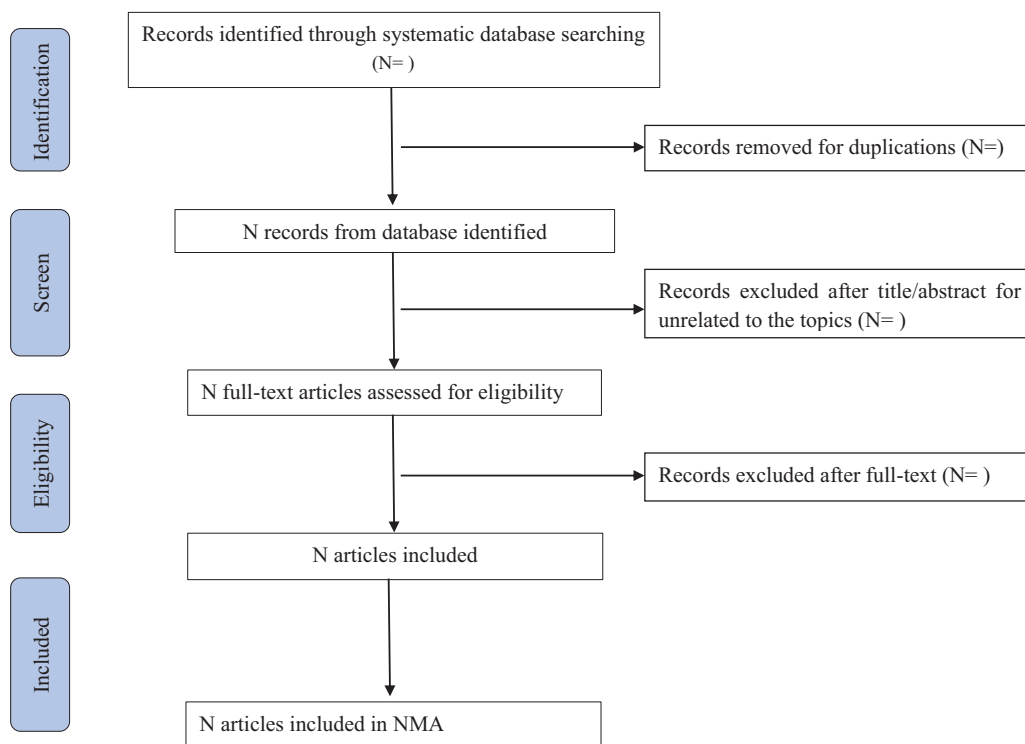 Identification
Records identified through systematic database searching
(N= )
Records removed for duplications (N=)
Screen
N records from database identified
Records excluded after title/abstract for
unrelated to the topics (N= )
Eligibility
N full-text articles assessed for eligibility
Records excluded after full-text (N= )
N articles included
Included
N articles included in NMA